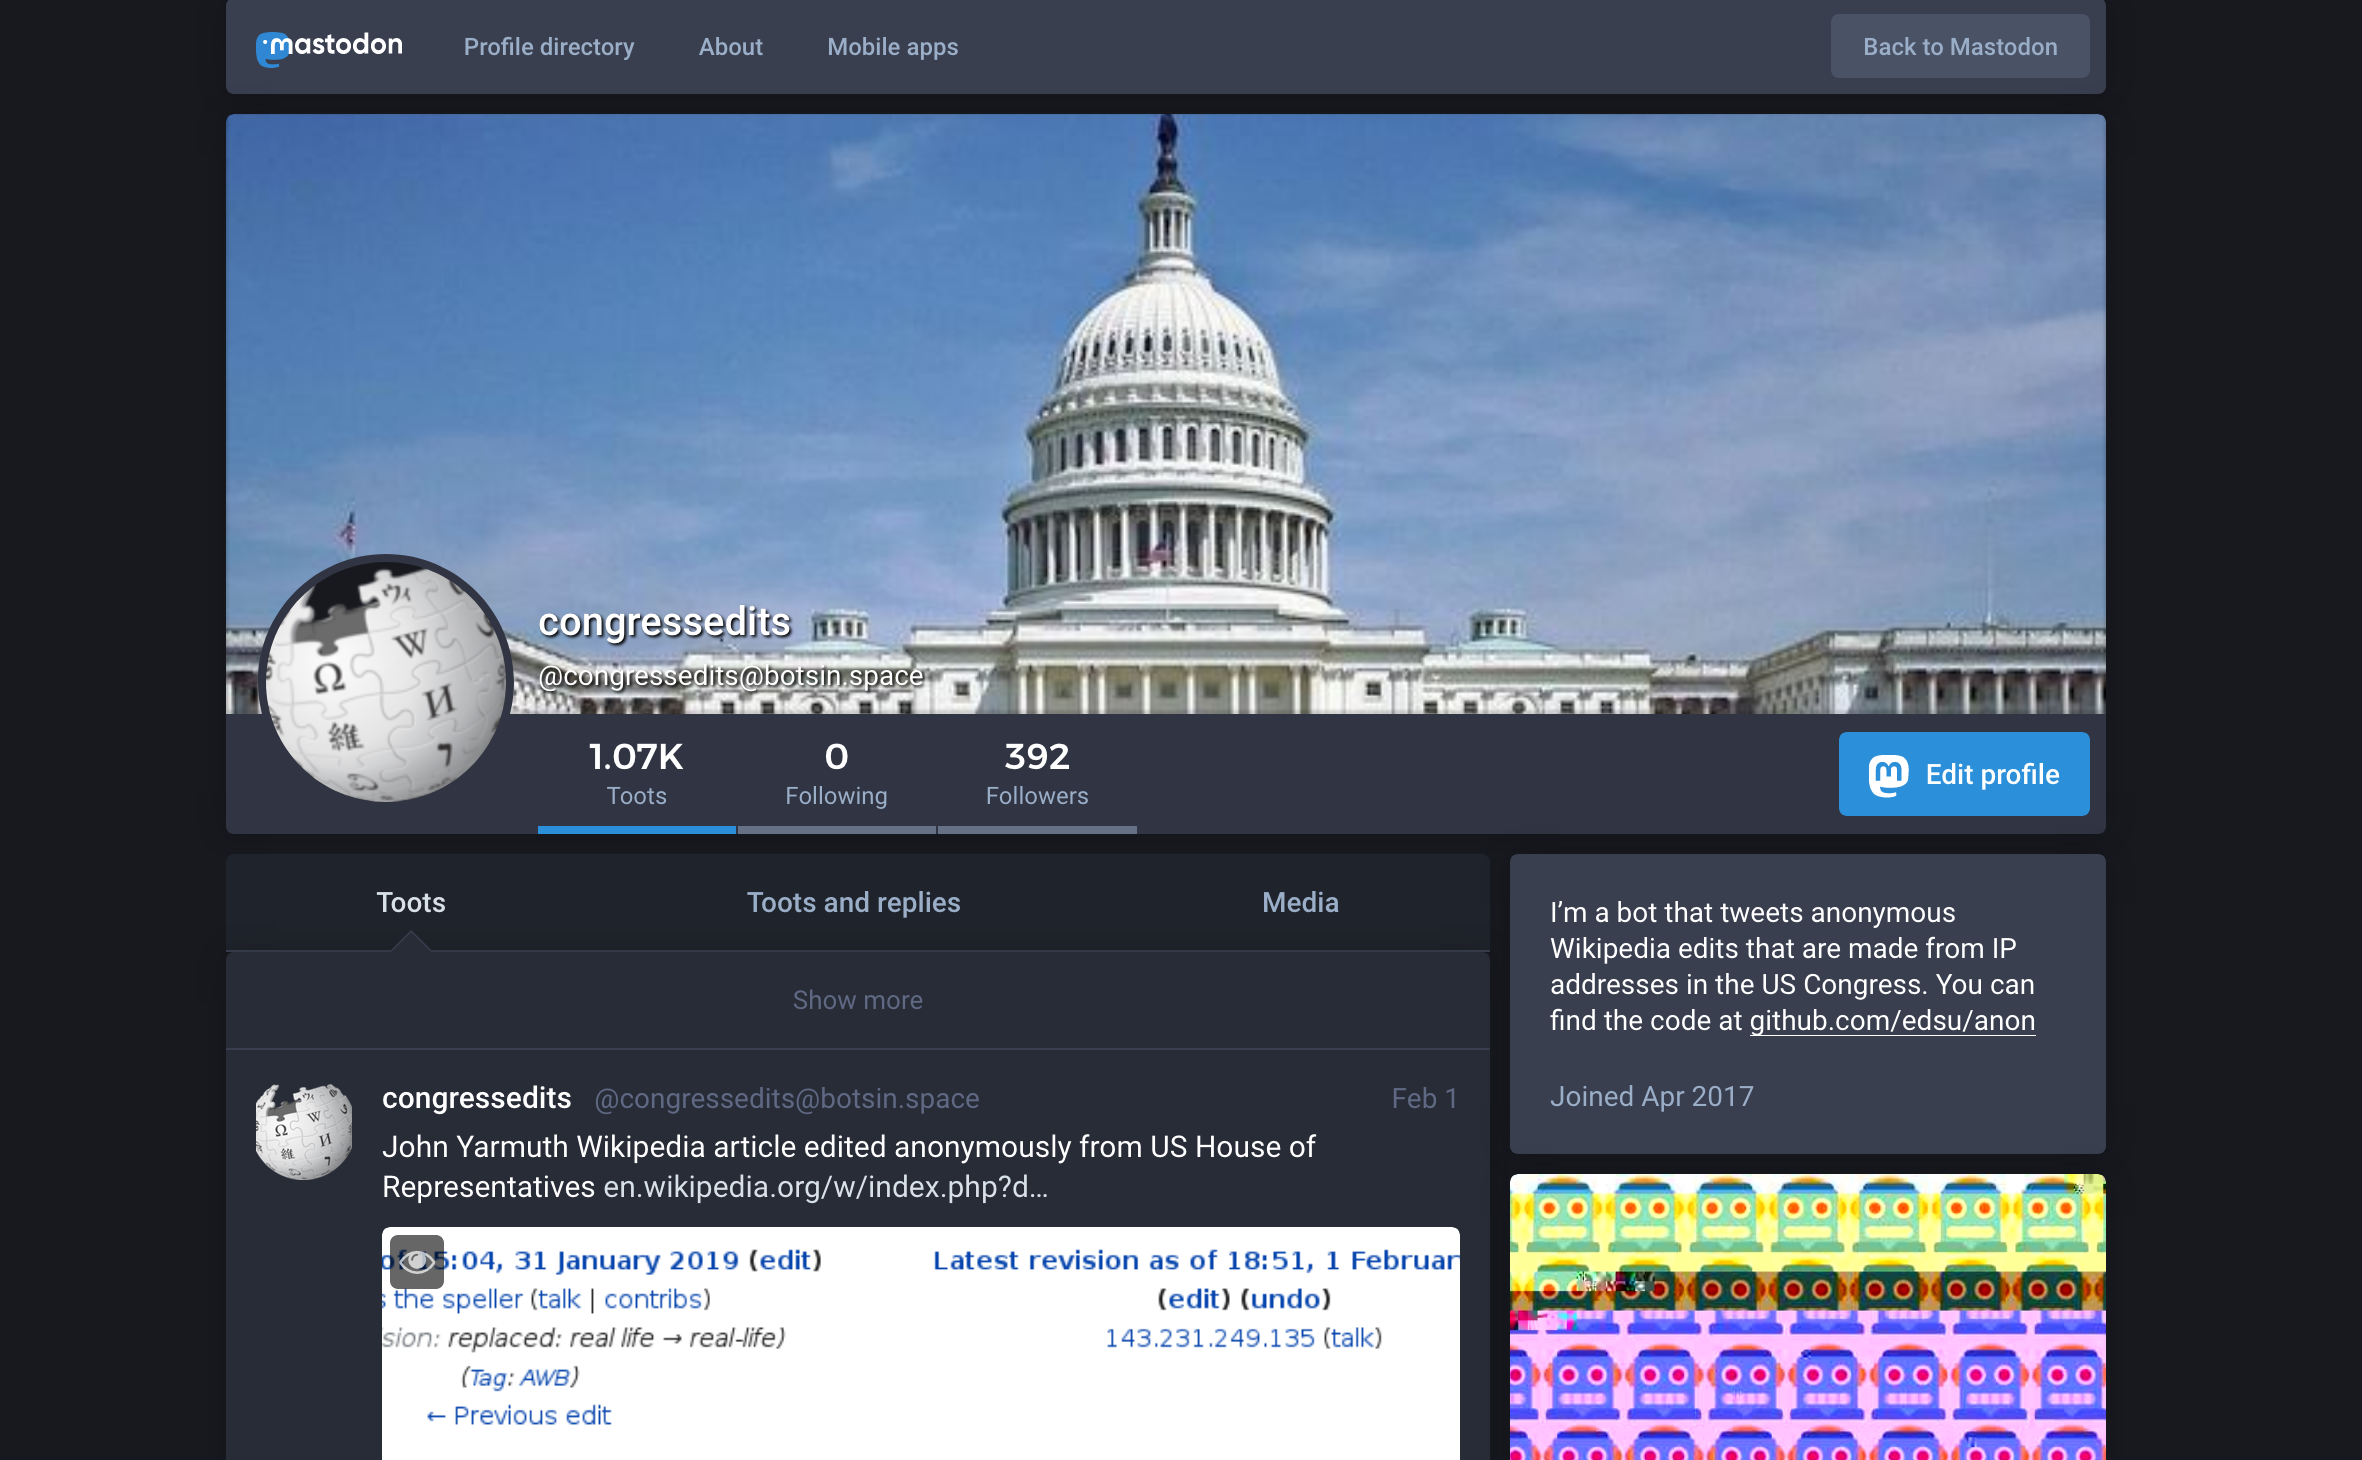 mastodon
Profile directory
About
Mobile apps
Back to Mastodon
congressedits
@congressedits@botsin.space
1.07K
Toots
0
Following
392
Followers
Edit profile
Toots
Toots and replies
Media
Show more
congressedits @congressedits@botsin.space Feb 1
John Yarmuth Wikipedia article edited anonymously from US House of
Representatives en.wikipedia.org/w/index.php?d...
5:04, 31 January 2019 (edit)
s the speller (talk | contribs)
sion: replaced: real life → real-life)
(Tag: AWB)
← Previous edit
Latest revision as of 18:51, 1 Februar
(edit) (undo)
143.231.249.135 (talk)
I'm a bot that tweets anonymous
Wikipedia edits that are made from IP
addresses in the US Congress. You can
find the code at github.com/edsu/anon
Joined Apr 2017
Ω
W
И
維
ウィ